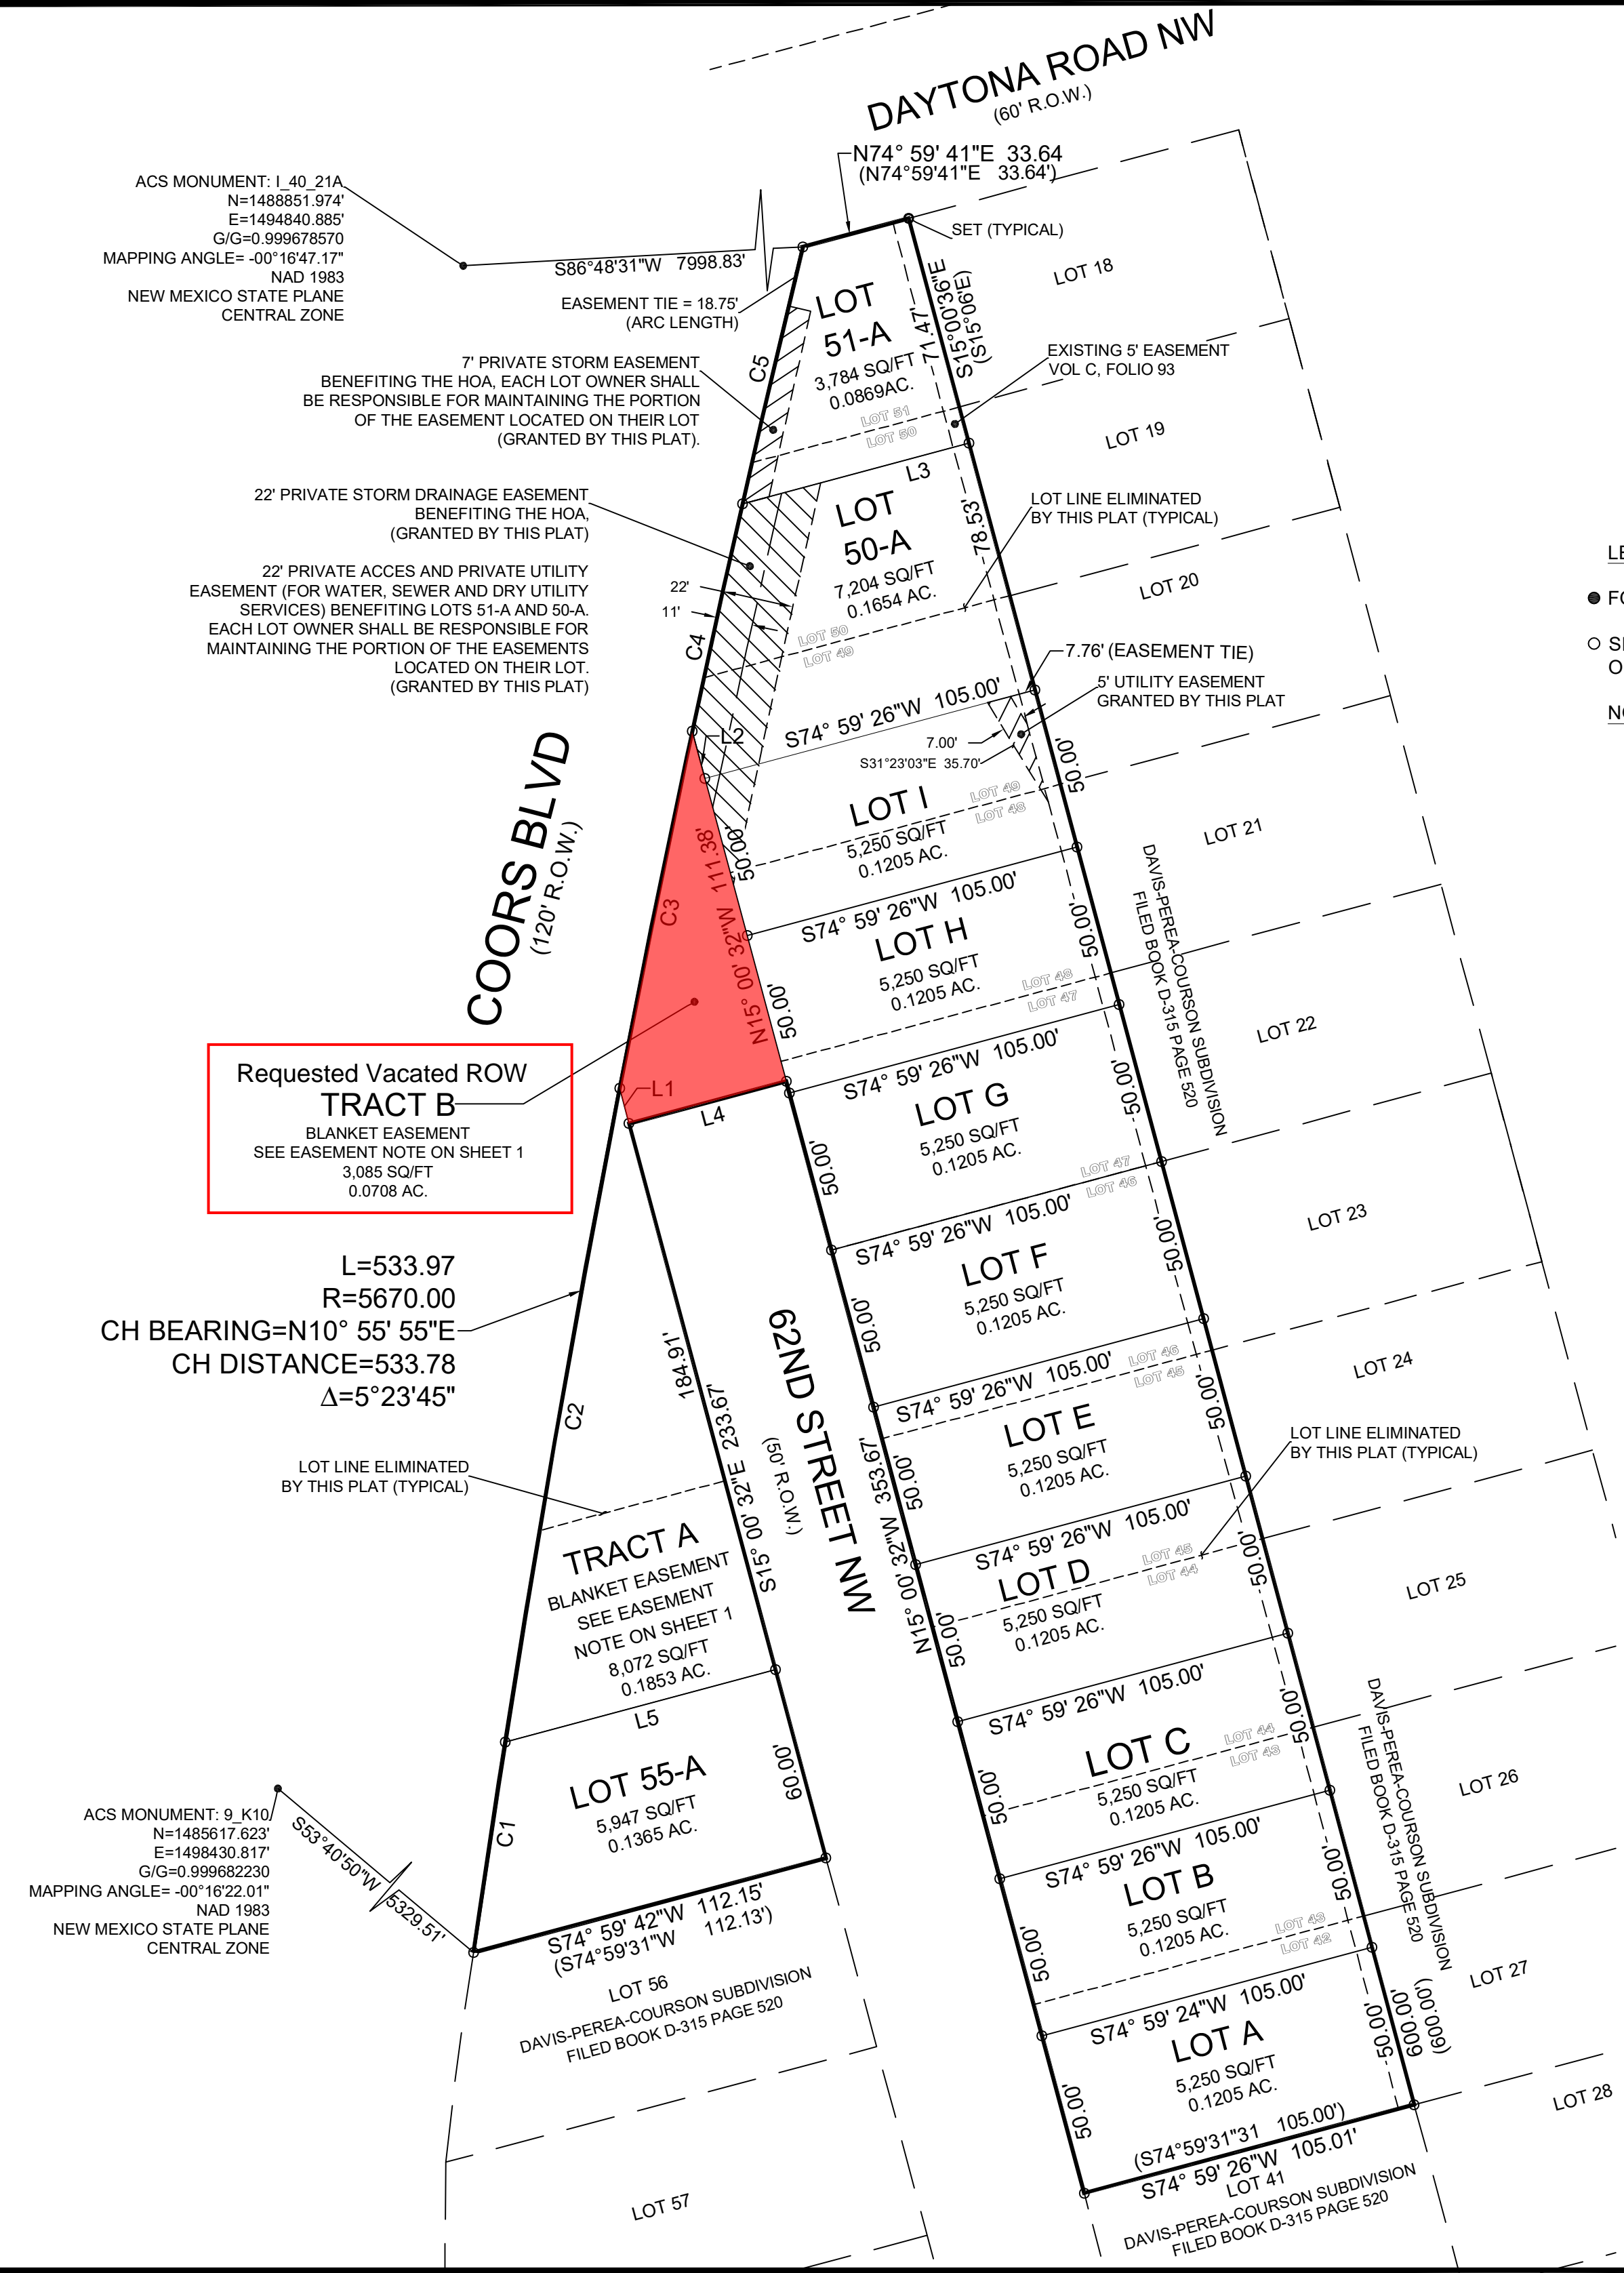 DAYTONA ROAD NW
(60' R.O.W.)
N74° 59' 41"E 33.64
(N74°59'41"E 33.64')
SET (TYPICAL)
ACS MONUMENT: I_40_21A
N=1488851.974'
E=1494840.885'
G/G=0.999678570
MAPPING ANGLE= -00°16'47.17"
NAD 1983
NEW MEXICO STATE PLANE
CENTRAL ZONE
S86°48'31"W 7998.83'
EASEMENT TIE = 18.75'
(ARC LENGTH)
7' PRIVATE STORM EASEMENT
BENEFITING THE HOA, EACH LOT OWNER SHALL
BE RESPONSIBLE FOR MAINTAINING THE PORTION
OF THE EASEMENT LOCATED ON THEIR LOT
(GRANTED BY THIS PLAT).
C5
LOT
51-A
3,784 SQ/FT
0.0869AC.
71.47'
S15°00'36"E
(S15°06'E)
LOT 51
LOT 50
LOT 18
EXISTING 5' EASEMENT
VOL C, FOLIO 93
LOT 19
L3
22' PRIVATE STORM DRAINAGE EASEMENT
BENEFITING THE HOA,
(GRANTED BY THIS PLAT)
LOT
50-A
7,204 SQ/FT
0.1654 AC.
78.53'
LOT LINE ELIMINATED
BY THIS PLAT (TYPICAL)
22' PRIVATE ACCES AND PRIVATE UTILITY
EASEMENT (FOR WATER, SEWER AND DRY UTILITY
SERVICES) BENEFITING LOTS 51-A AND 50-A.
EACH LOT OWNER SHALL BE RESPONSIBLE FOR
MAINTAINING THE PORTION OF THE EASEMENTS
LOCATED ON THEIR LOT.
(GRANTED BY THIS PLAT)
22'
11'
C4
LOT 50
LOT 49
LOT 20
7.76' (EASEMENT TIE)
5' UTILITY EASEMENT
GRANTED BY THIS PLAT
S74° 59' 26"W 105.00'
7.00'
S31°23'03"E 35.70'
L2
COORS BLVD
(120' R.O.W.)
LOT I
5,250 SQ/FT
0.1205 AC.
50.00'
50.00'
LOT 49
LOT 48
LOT 21
C3
N15° 00' 32"W 111.38'
S74° 59' 26"W 105.00'
LOT H
5,250 SQ/FT
0.1205 AC.
50.00'
50.00'
LOT 48
LOT 47
DAVIS-PEREA-COURSON SUBDIVISION
FILED BOOK D-315 PAGE 520
LOT 22
Requested Vacated ROW
TRACT B
BLANKET EASEMENT
SEE EASEMENT NOTE ON SHEET 1
3,085 SQ/FT
0.0708 AC.
L1
L4
S74° 59' 26"W 105.00'
LOT G
5,250 SQ/FT
0.1205 AC.
50.00'
50.00'
LOT 47
LOT 46
LOT 23
S74° 59' 26"W 105.00'
LOT F
5,250 SQ/FT
0.1205 AC.
50.00'
50.00'
L=533.97
R=5670.00
CH BEARING=N10° 55' 55"E
CH DISTANCE=533.78
Δ=5°23'45"
62ND STREET NW
(50' R.O.W.)
184.91'
S15° 00' 32"E 233.67'
N15° 00' 32"W 353.67'
C2
LOT 46
LOT 45
LOT 24
S74° 59' 26"W 105.00'
LOT E
5,250 SQ/FT
0.1205 AC.
50.00'
50.00'
LOT LINE ELIMINATED
BY THIS PLAT (TYPICAL)
LOT LINE ELIMINATED
BY THIS PLAT (TYPICAL)
S74° 59' 26"W 105.00'
LOT D
5,250 SQ/FT
0.1205 AC.
50.00'
50.00'
LOT 45
LOT 44
LOT 25
TRACT A
BLANKET EASEMENT
SEE EASEMENT
NOTE ON SHEET 1
8,072 SQ/FT
0.1853 AC.
L5
S74° 59' 26"W 105.00'
LOT C
5,250 SQ/FT
0.1205 AC.
50.00'
50.00'
LOT 44
LOT 43
DAVIS-PEREA-COURSON SUBDIVISION
FILED BOOK D-315 PAGE 520
LOT 26
LOT 55-A
5,947 SQ/FT
0.1365 AC.
60.00'
C1
ACS MONUMENT: 9_K10
N=1485617.623'
E=1498430.817'
G/G=0.999682230
MAPPING ANGLE= -00°16'22.01"
NAD 1983
NEW MEXICO STATE PLANE
CENTRAL ZONE
S53°40'50"W 5329.51'
S74° 59' 26"W 105.00'
LOT B
5,250 SQ/FT
0.1205 AC.
50.00'
50.00'
LOT 43
LOT 42
LOT 27
S74° 59' 42"W 112.15'
(S74°59'31"W 112.13')
LOT 56
DAVIS-PEREA-COURSON SUBDIVISION
FILED BOOK D-315 PAGE 520
S74° 59' 24"W 105.00'
LOT A
5,250 SQ/FT
0.1205 AC.
50.00'
50.00'
600.00'
(600.00')
LOT 28
(S74°59'31"31 105.00')
S74° 59' 26"W 105.01'
LOT 41
DAVIS-PEREA-COURSON SUBDIVISION
FILED BOOK D-315 PAGE 520
LOT 57